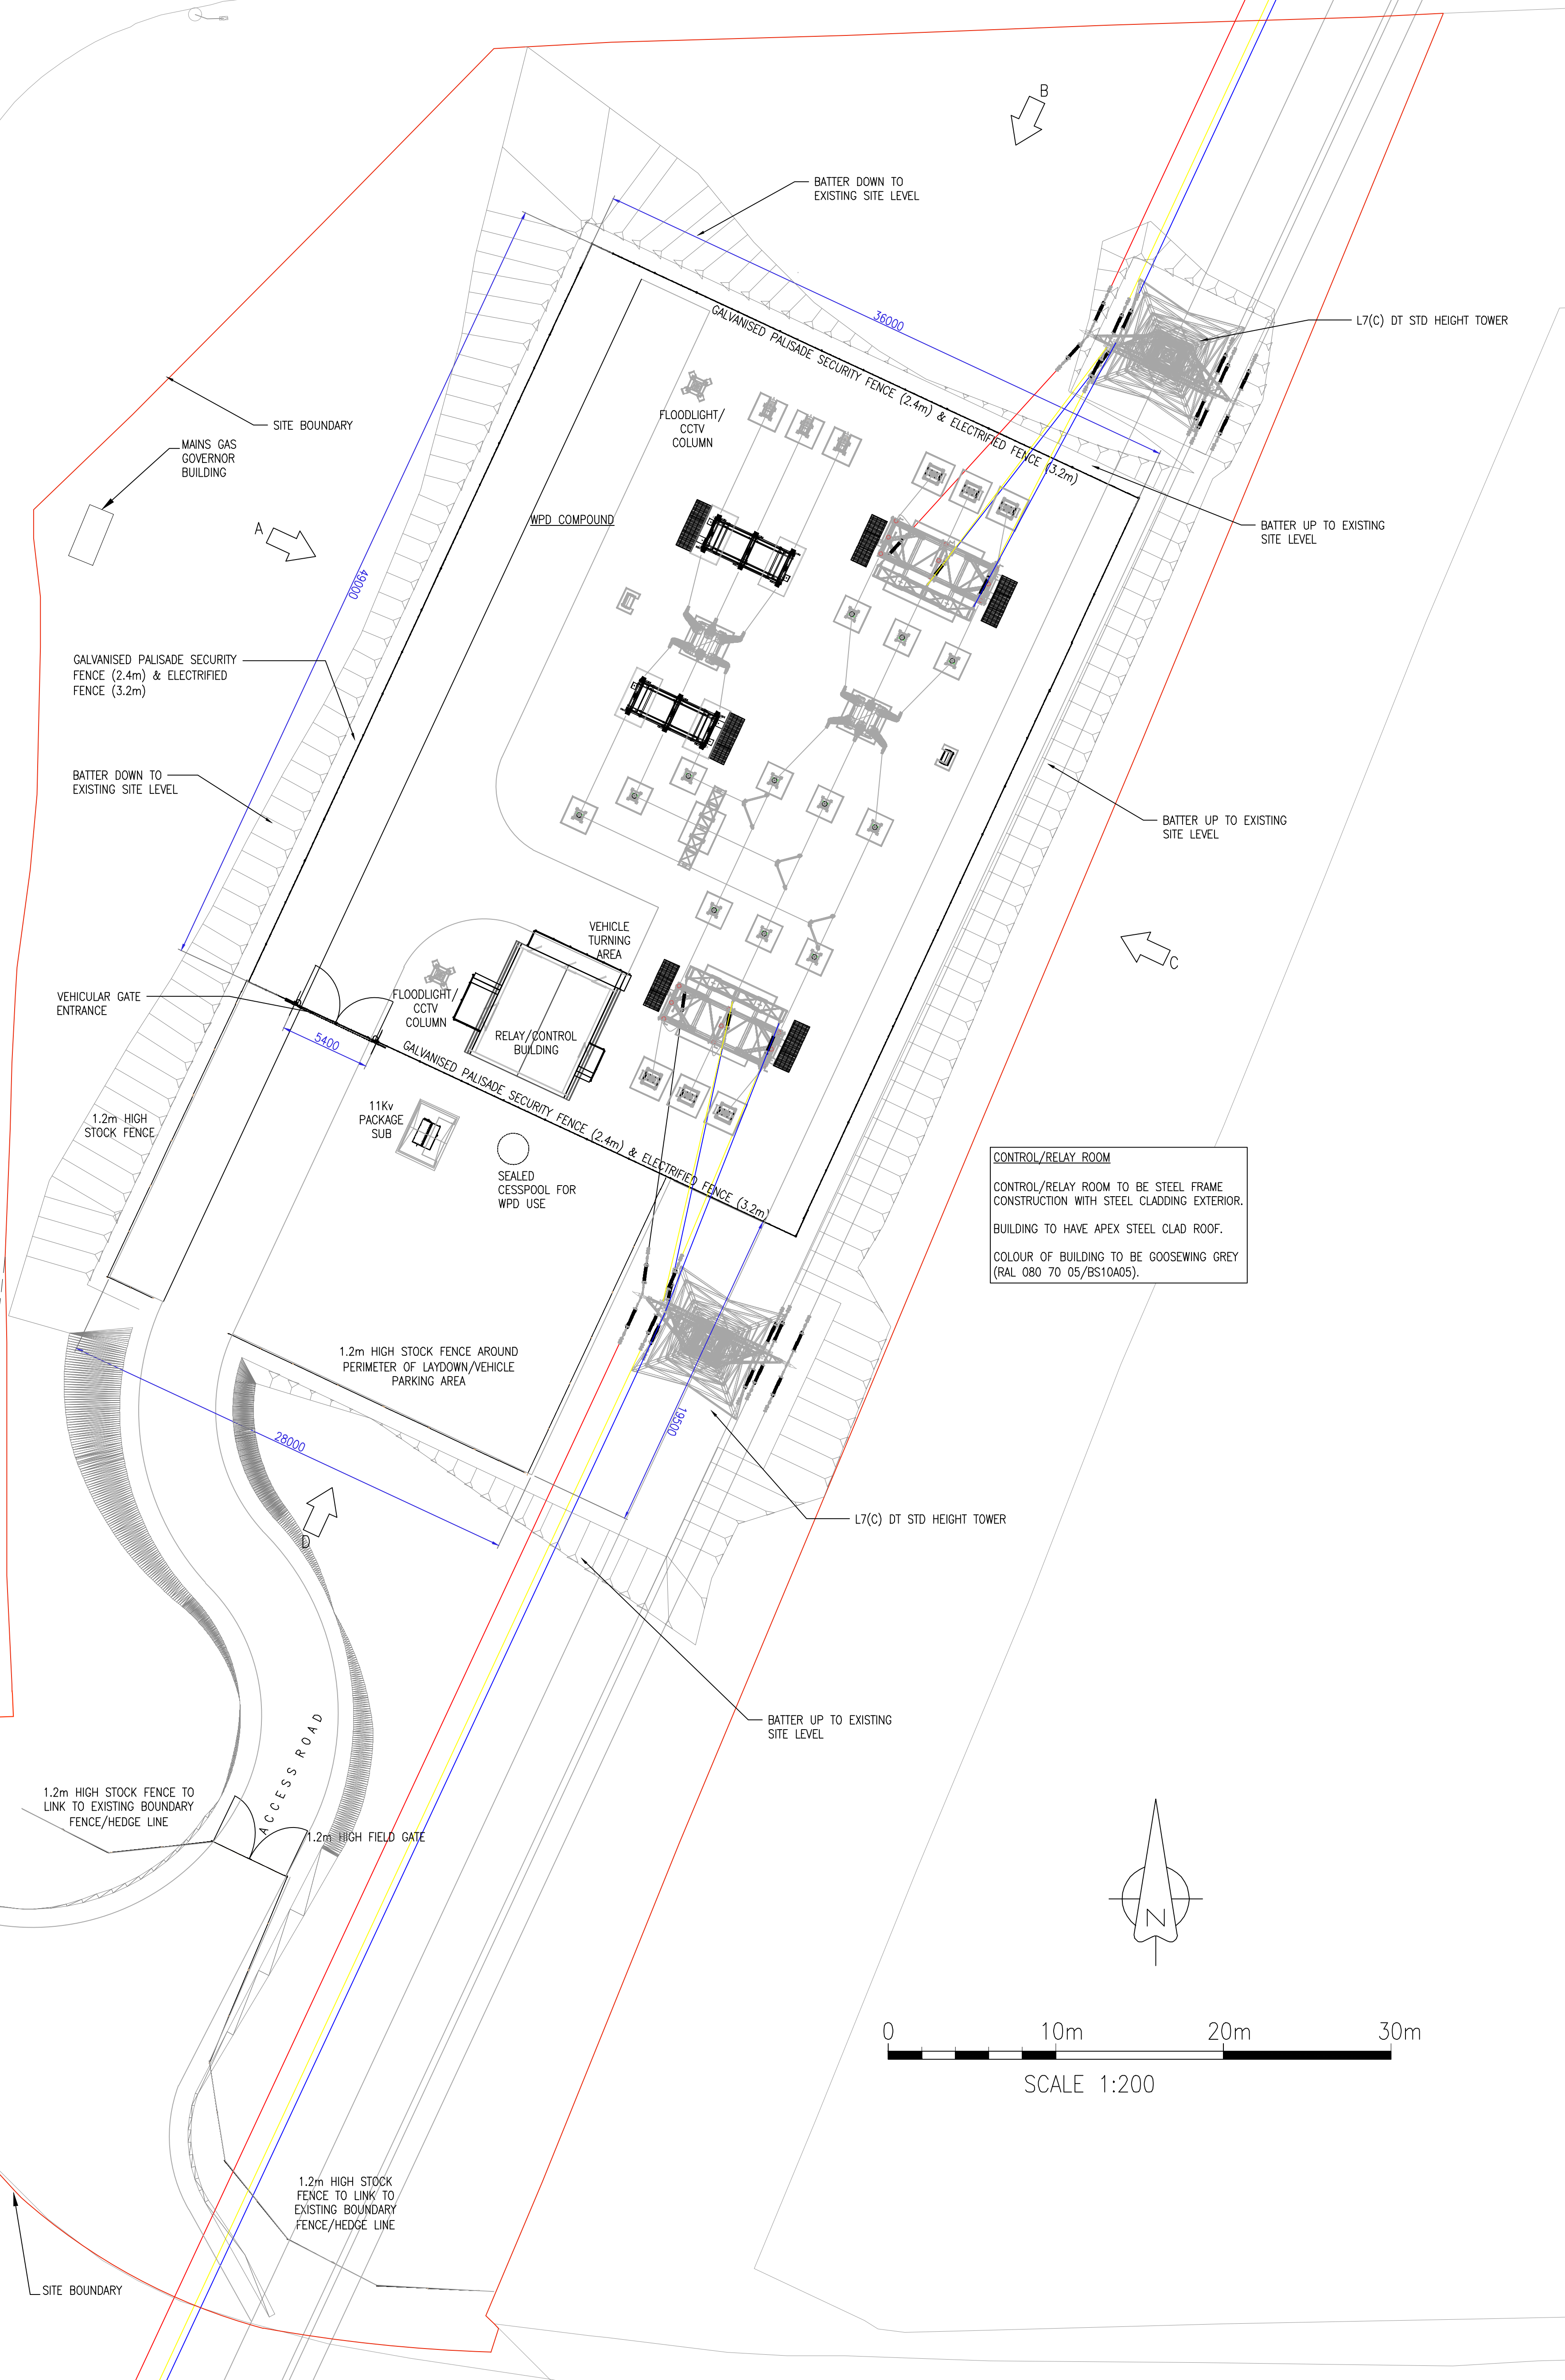 B
BATTER DOWN TO
EXISTING SITE LEVEL
36000
L7(C) DT STD HEIGHT TOWER
GALVANISED PALISADE SECURITY FENCE (2.4m) & ELECTRIFIED FENCE (3.2m)
SITE BOUNDARY
FLOODLIGHT/
CCTV
COLUMN
MAINS GAS
GOVERNOR
BUILDING
A
WPD COMPOUND
BATTER UP TO EXISTING
SITE LEVEL
49000
GALVANISED PALISADE SECURITY
FENCE (2.4m) & ELECTRIFIED
FENCE (3.2m)
BATTER DOWN TO
EXISTING SITE LEVEL
BATTER UP TO EXISTING
SITE LEVEL
VEHICLE
TURNING
AREA
C
VEHICULAR GATE
ENTRANCE
FLOODLIGHT/
CCTV
COLUMN
5400
RELAY/CONTROL
BUILDING
GALVANISED PALISADE SECURITY FENCE (2.4m) & ELECTRIFIED FENCE (3.2m)
1.2m HIGH
STOCK FENCE
11Kv
PACKAGE
SUB
SEALED
CESSPOOL FOR
WPD USE
CONTROL/RELAY ROOM
CONTROL/RELAY ROOM TO BE STEEL FRAME
CONSTRUCTION WITH STEEL CLADDING EXTERIOR.
BUILDING TO HAVE APEX STEEL CLAD ROOF.
COLOUR OF BUILDING TO BE GOOSEWING GREY
(RAL 080 70 05/BS10A05).
1.2m HIGH STOCK FENCE AROUND
PERIMETER OF LAYDOWN/VEHICLE
PARKING AREA
19500
28000
D
L7(C) DT STD HEIGHT TOWER
BATTER UP TO EXISTING
SITE LEVEL
ACCESS ROAD
1.2m HIGH STOCK FENCE TO
LINK TO EXISTING BOUNDARY
FENCE/HEDGE LINE
1.2m HIGH FIELD GATE
N
0 10m 20m 30m
SCALE 1:200
1.2m HIGH STOCK
FENCE TO LINK TO
EXISTING BOUNDARY
FENCE/HEDGE LINE
SITE BOUNDARY